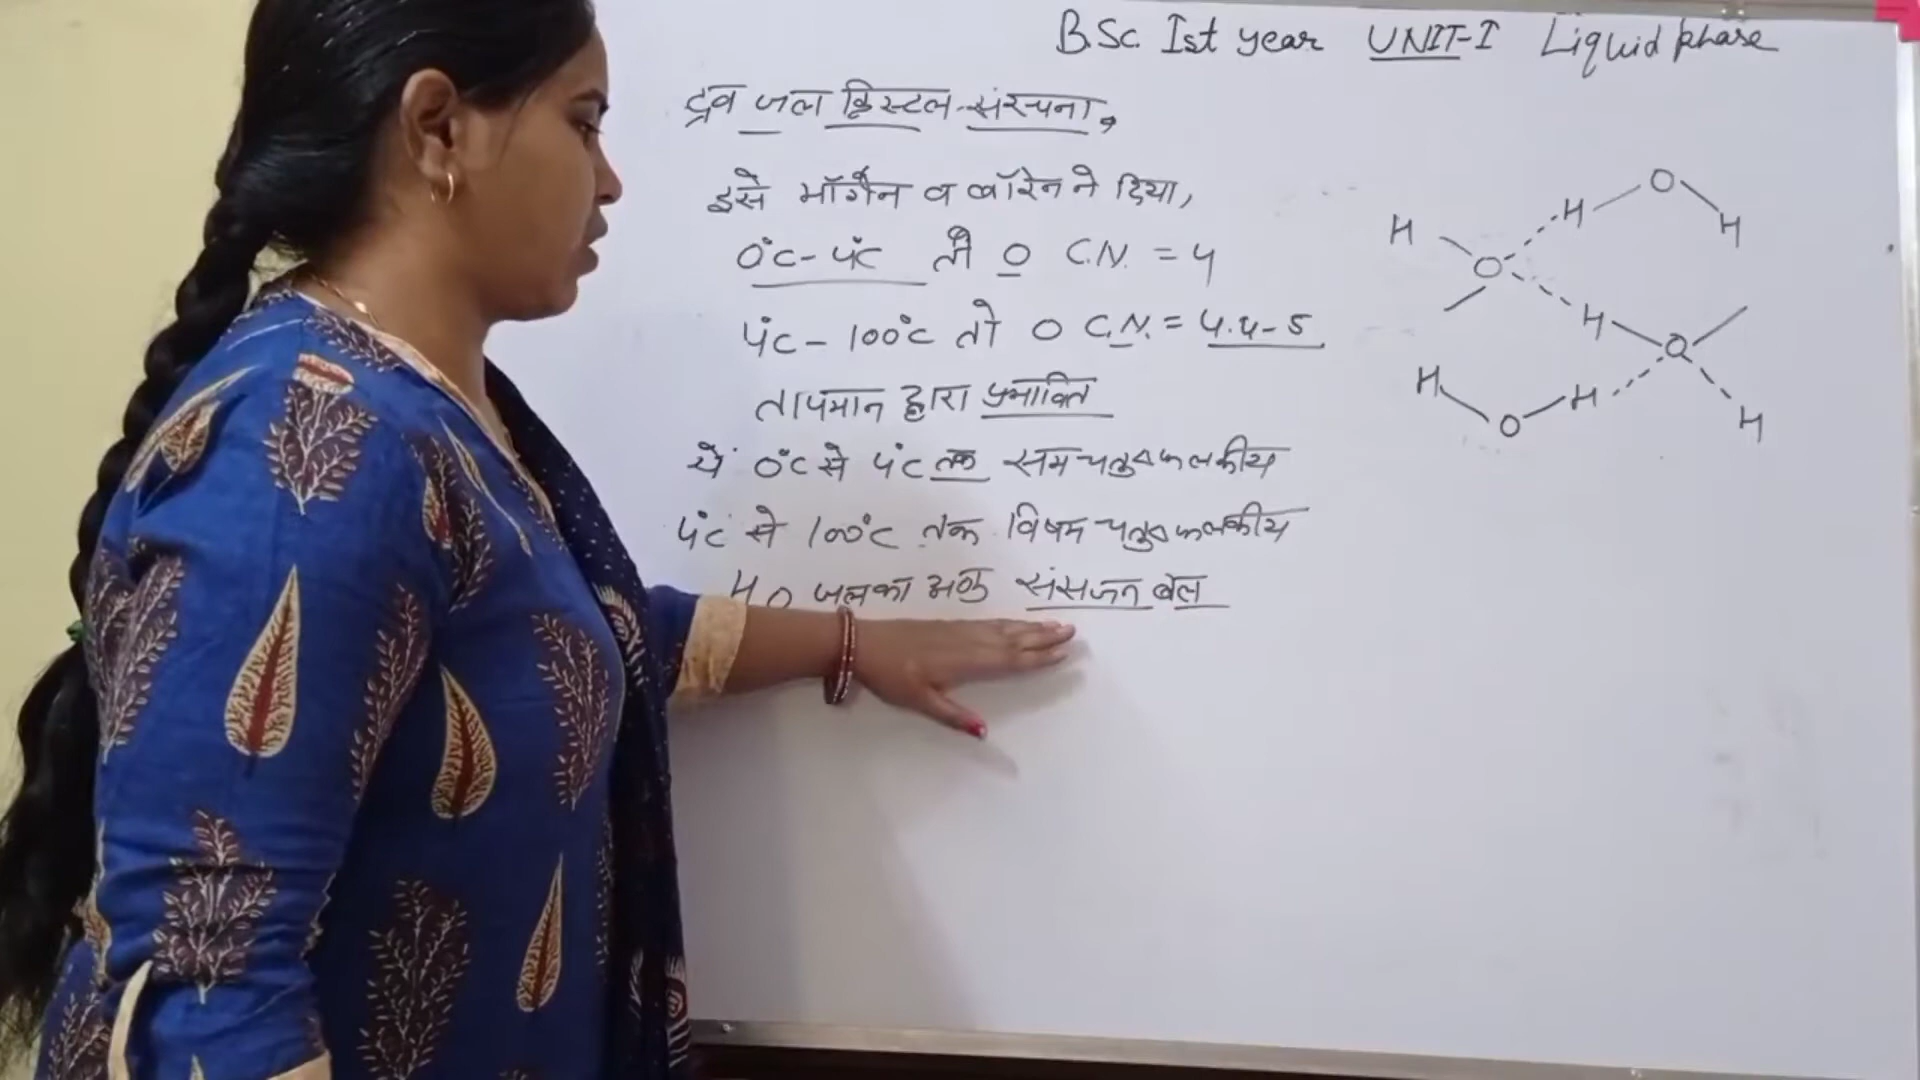 B.Sc. Ist year UNIT-I Liquid phase
द्रव जल क्रिस्टल-संरचना,
इसे मॉर्गन व वॉरेन ने दिया,
0°C-4°C तो O C.N. = 4
4°C-100°C तो O C.N. = 4.4-5
तापमान द्वारा प्रभावित
ये 0°C से 4°C तक समचतुष्फलकीय
4°C से 100°C तक विषम चतुष्फलकीय
H O जल का अणु संसजन बल
O
H
H
H
O
H
O
H
H
O
H